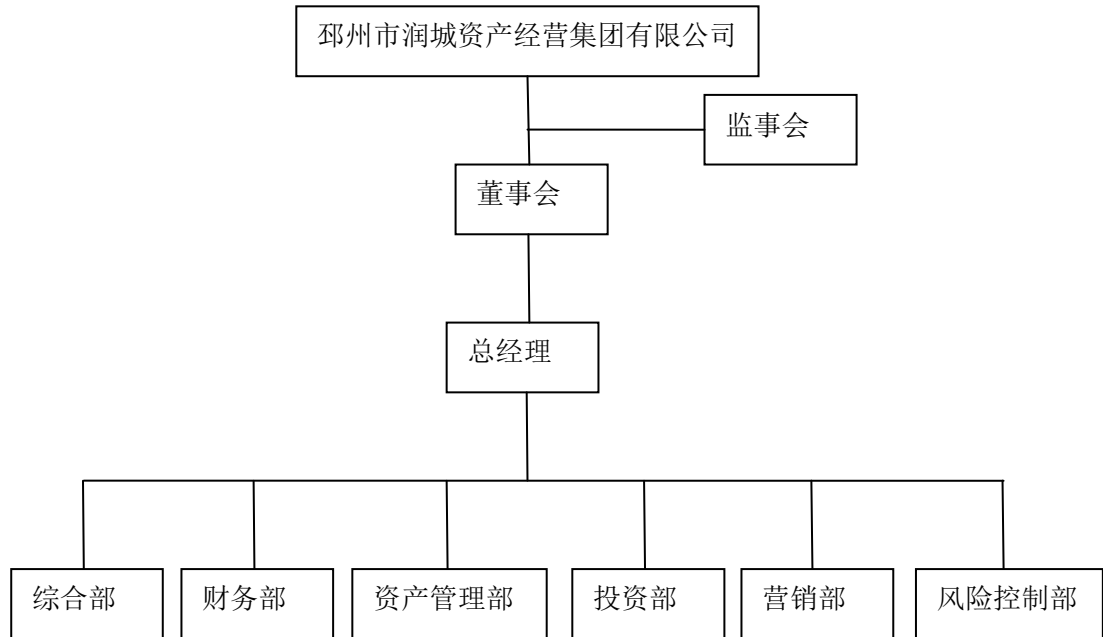 邳州市润城资产经营集团有限公司
监事会
董事会
总经理
综合部
财务部
资产管理部
投资部
营销部
风险控制部